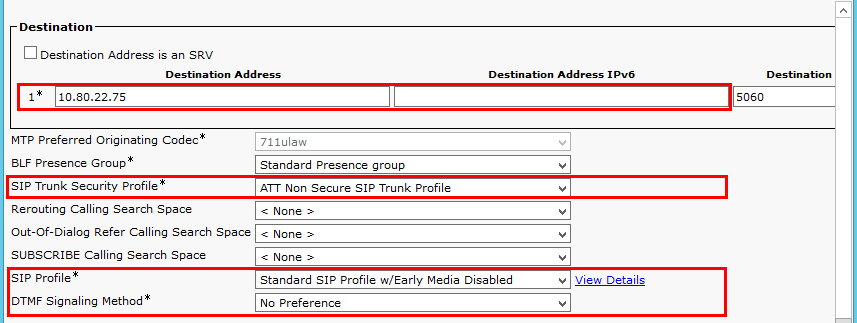 Destination
Destination Address is an SRV
Destination Address Destination Address IPv6 Destination
1* 10.80.22.75 5060
MTP Preferred Originating Codec* 711ulaw
BLF Presence Group* Standard Presence group
SIP Trunk Security Profile* ATT Non Secure SIP Trunk Profile
Rerouting Calling Search Space < None >
Out-Of-Dialog Refer Calling Search Space < None >
SUBSCRIBE Calling Search Space < None >
SIP Profile* Standard SIP Profile w/Early Media Disabled View Details
DTMF Signaling Method* No Preference